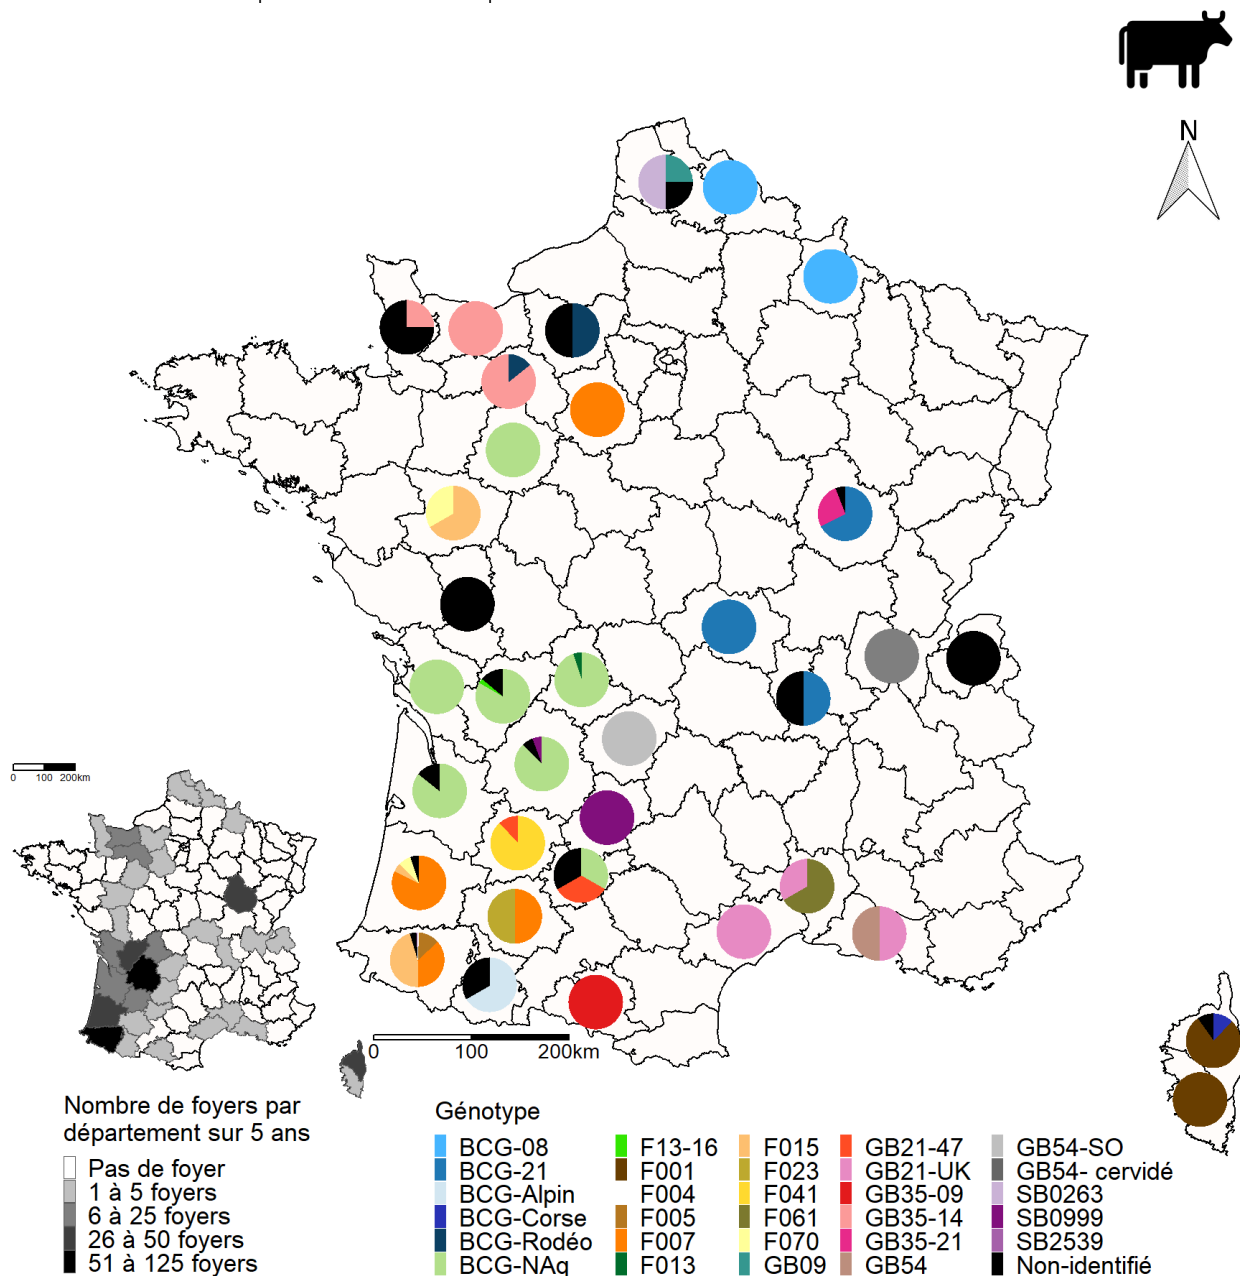 N
0 100 200km
0 100 200km
Nombre de foyers par
département sur 5 ans
Pas de foyer
1 à 5 foyers
6 à 25 foyers
26 à 50 foyers
51 à 125 foyers
Génotype
BCG-08
BCG-21
BCG-Alpin
BCG-Corse
BCG-Rodéo
BCG-NAq
F13-16
F001
F004
F005
F007
F013
F015
F023
F041
F061
F070
GB09
GB21-47
GB21-UK
GB35-09
GB35-14
GB35-21
GB54
GB54-SO
GB54- cervidé
SB0263
SB0999
SB2539
Non-identifié